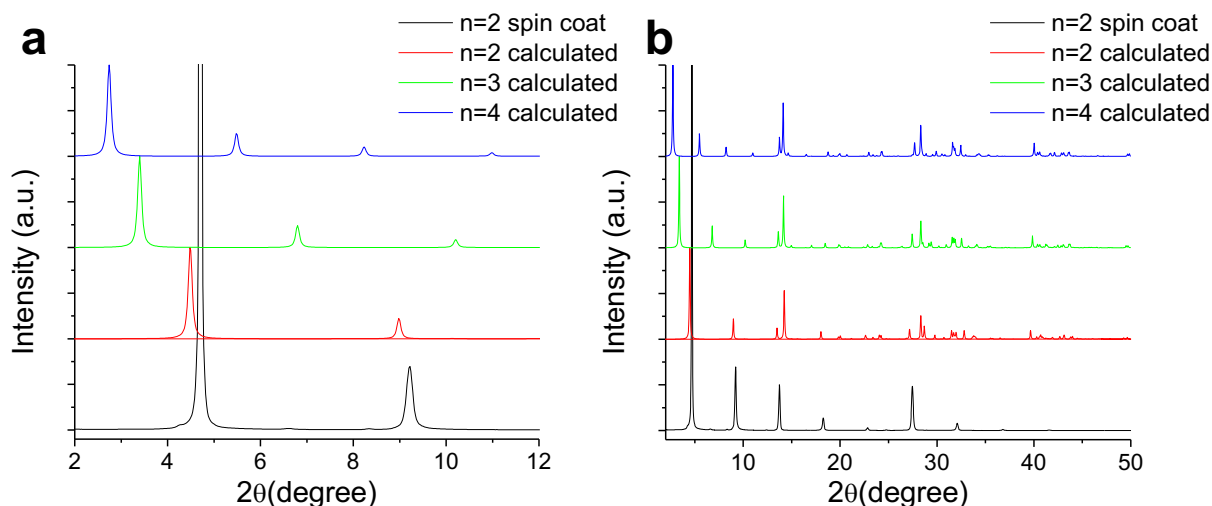 a
n=2 spin coat
n=2 calculated
n=3 calculated
n=4 calculated
Intensity (a.u.)
2 4 6 8 10 12
2θ(degree)
b
n=2 spin coat
n=2 calculated
n=3 calculated
n=4 calculated
Intensity (a.u.)
10 20 30 40 50
2θ(degree)